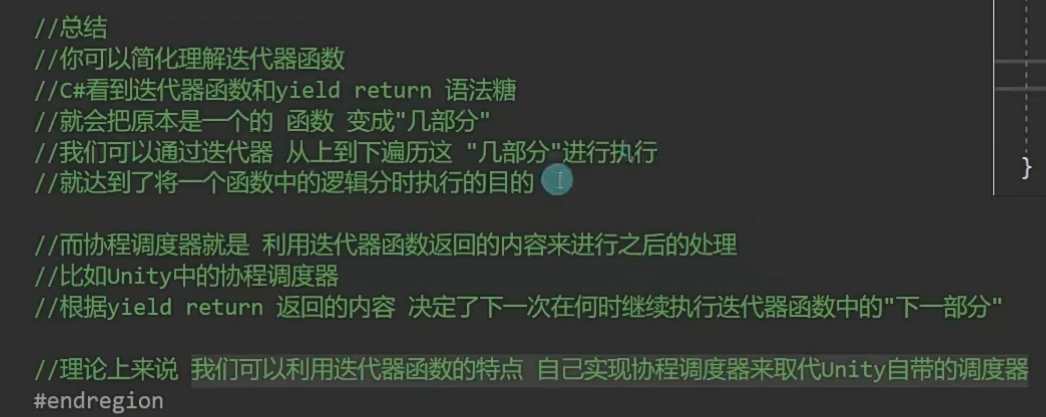 //总结
//你可以简化理解迭代器函数
//C#看到迭代器函数和yield return 语法糖
//就会把原本是一个的 函数 变成"几部分"
//我们可以通过迭代器 从上到下遍历这 "几部分"进行执行
//就达到了将一个函数中的逻辑分时执行的目的
}
//而协程调度器就是 利用迭代器函数返回的内容来进行之后的处理
//比如Unity中的协程调度器
//根据yield return 返回的内容 决定了下一次在何时继续执行迭代器函数中的"下一部分"
//理论上来说 我们可以利用迭代器函数的特点 自己实现协程调度器来取代Unity自带的调度器
#endregion